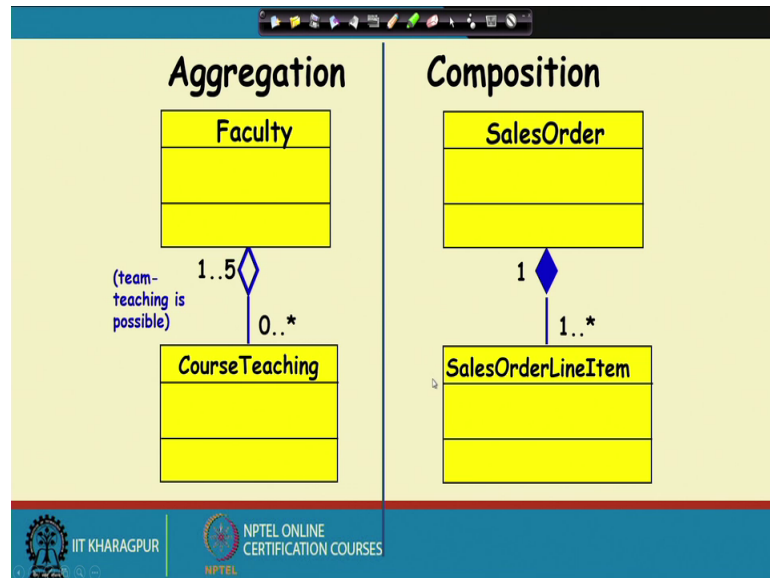 Aggregation
Faculty
1..5
(team-
teaching is
possible)
0..*
CourseTeaching
Composition
SalesOrder
1
1..*
SalesOrderLineItem
IIT KHARAGPUR
NPTEL
NPTEL ONLINE
CERTIFICATION COURSES